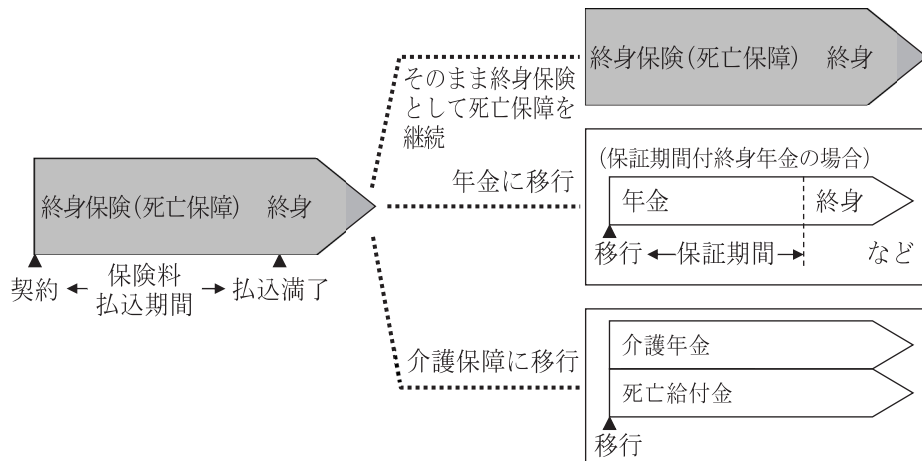 終身保険(死亡保障) 終身
契約
保険料
払込期間
払込満了
そのまま終身保険
として死亡保障を
継続
終身保険(死亡保障) 終身
年金に移行
(保証期間付終身年金の場合)
年金 終身
移行 保証期間 など
介護保障に移行
介護年金
死亡給付金
移行